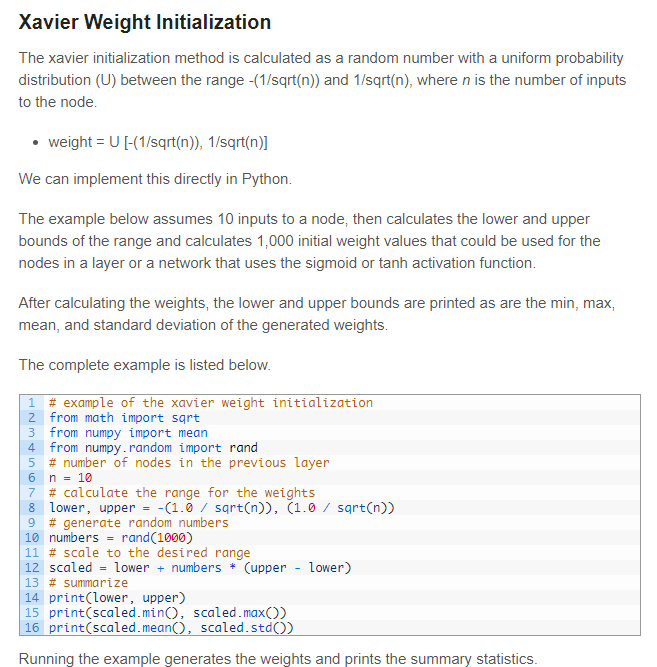 Xavier Weight Initialization
The xavier initialization method is calculated as a random number with a uniform probability
distribution (U) between the range -(1/sqrt(n)) and 1/sqrt(n), where n is the number of inputs
to the node.
• weight = U [-(1/sqrt(n)), 1/sqrt(n)]
We can implement this directly in Python.
The example below assumes 10 inputs to a node, then calculates the lower and upper
bounds of the range and calculates 1,000 initial weight values that could be used for the
nodes in a layer or a network that uses the sigmoid or tanh activation function.
After calculating the weights, the lower and upper bounds are printed as are the min, max,
mean, and standard deviation of the generated weights.
The complete example is listed below.
1 # example of the xavier weight initialization
2 from math import sqrt
3 from numpy import mean
4 from numpy.random import rand
5 # number of nodes in the previous layer
6 n = 10
7 # calculate the range for the weights
8 lower, upper = -(1.0 / sqrt(n)), (1.0 / sqrt(n))
9 # generate random numbers
10 numbers = rand(1000)
11 # scale to the desired range
12 scaled = lower + numbers * (upper - lower)
13 # summarize
14 print(lower, upper)
15 print(scaled.min(), scaled.max())
16 print(scaled.mean(), scaled.std())
Running the example generates the weights and prints the summary statistics.